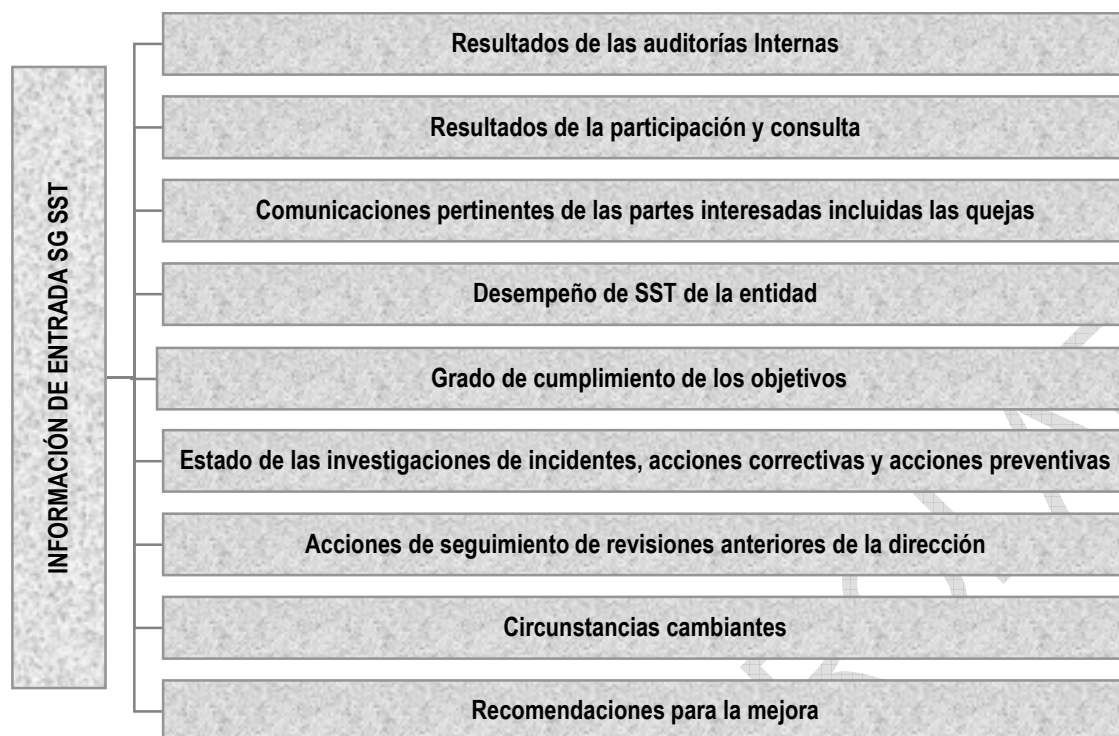 INFORMACIÓN DE ENTRADA SG SST
Resultados de las auditorías Internas
Resultados de la participación y consulta
Comunicaciones pertinentes de las partes interesadas incluidas las quejas
Desempeño de SST de la entidad
Grado de cumplimiento de los objetivos
Estado de las investigaciones de incidentes, acciones correctivas y acciones preventivas
Acciones de seguimiento de revisiones anteriores de la dirección
Circunstancias cambiantes
Recomendaciones para la mejora